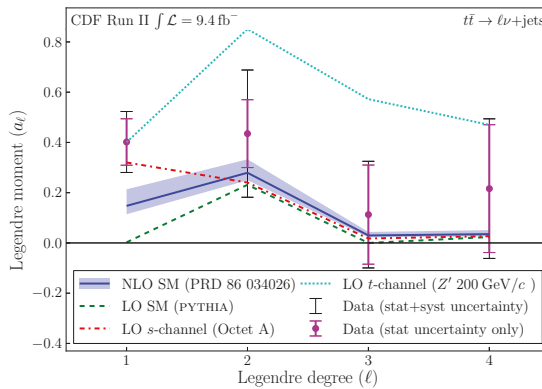 CDF Run II ∫ℒ = 9.4 fb⁻ tt̄ → ℓν+jets
0.8
0.6
0.4
0.2
0.0
−0.2
−0.4
Legendre moment (aℓ)
NLO SM (PRD 86 034026)
LO SM (PYTHIA)
LO s-channel (Octet A)
LO t-channel (Z′ 200 GeV/c )
Data (stat+syst uncertainty)
Data (stat uncertainty only)
1 2 3 4
Legendre degree (ℓ)